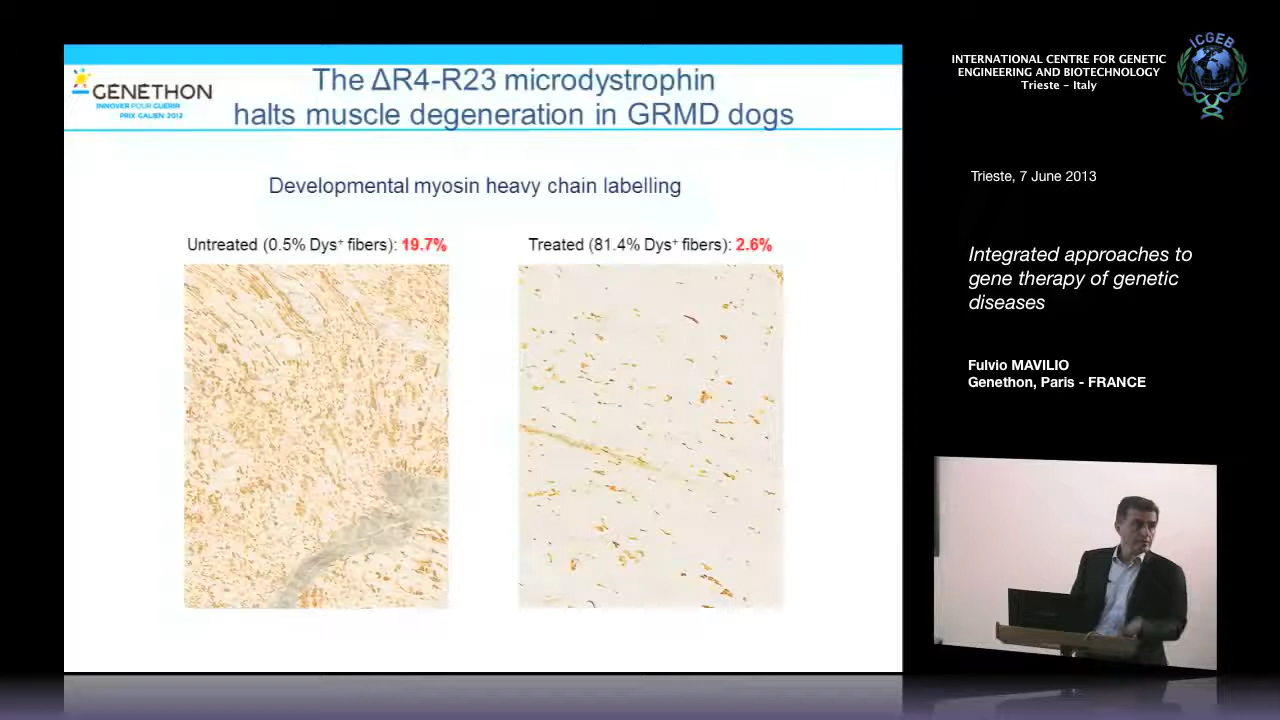 GENETHON
INNOVER POUR GUÉRIR
PRIX GALIEN 2012
The ΔR4-R23 microdystrophin
halts muscle degeneration in GRMD dogs
Developmental myosin heavy chain labelling
Untreated (0.5% Dys⁺ fibers): 19.7%
Treated (81.4% Dys⁺ fibers): 2.6%
INTERNATIONAL CENTRE FOR GENETIC
ENGINEERING AND BIOTECHNOLOGY
Trieste - Italy
ICGEB
Trieste, 7 June 2013
Integrated approaches to
gene therapy of genetic
diseases
Fulvio MAVILIO
Genethon, Paris - FRANCE